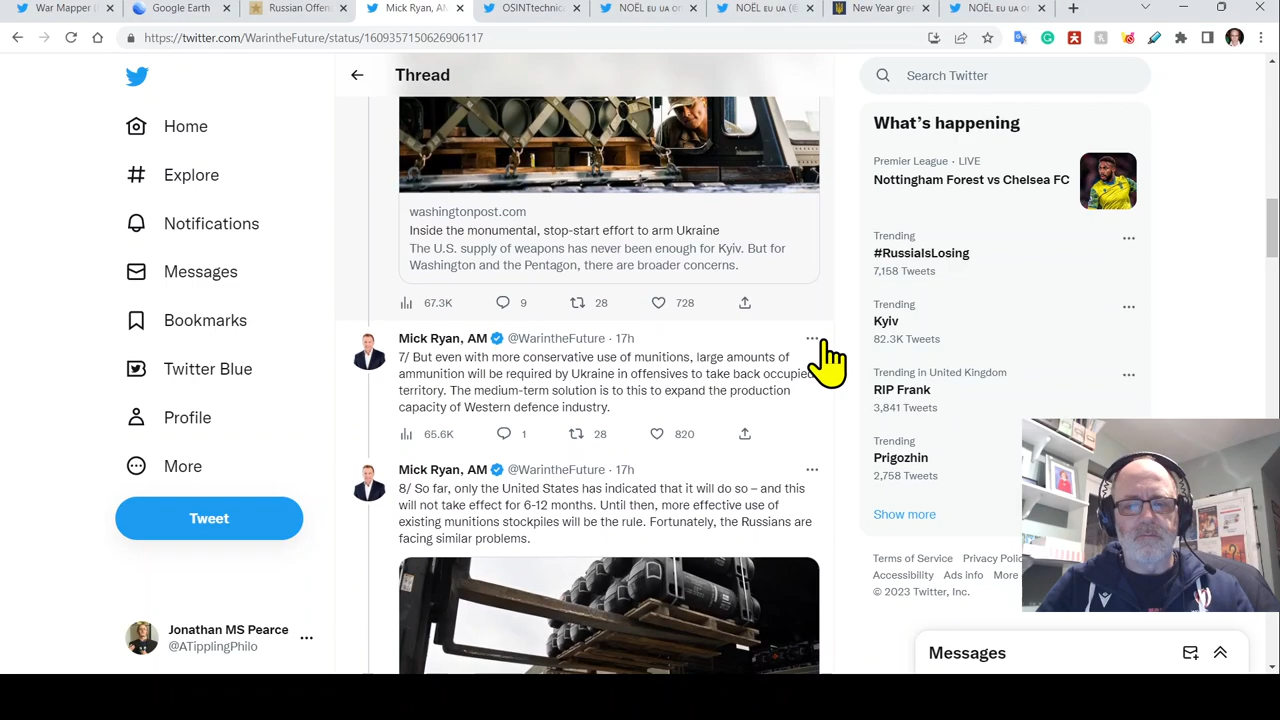 War Mapper (
Google Earth
Russian Offen
Mick Ryan, AM
OSINTtechnic
NOËL EU UA on
NOËL EU UA (@
New Year gree
NOËL EU UA on
https://twitter.com/WarintheFuture/status/1609357150626906117
Home
Explore
Notifications
Messages
Bookmarks
Twitter Blue
Profile
More
Tweet
Jonathan MS Pearce
@ATipplingPhilo
Thread
washingtonpost.com
Inside the monumental, stop-start effort to arm Ukraine
The U.S. supply of weapons has never been enough for Kyiv. But for
Washington and the Pentagon, there are broader concerns.
67.3K 9 28 728
Mick Ryan, AM @WarintheFuture · 17h
7/ But even with more conservative use of munitions, large amounts of
ammunition will be required by Ukraine in offensives to take back occupied
territory. The medium-term solution is to this to expand the production
capacity of Western defence industry.
65.6K 1 28 820
Mick Ryan, AM @WarintheFuture · 17h
8/ So far, only the United States has indicated that it will do so – and this
will not take effect for 6-12 months. Until then, more effective use of
existing munitions stockpiles will be the rule. Fortunately, the Russians are
facing similar problems.
Search Twitter
What's happening
Premier League · LIVE
Nottingham Forest vs Chelsea FC
Trending
#RussiaIsLosing
7,158 Tweets
Trending
Kyiv
82.3K Tweets
Trending in United Kingdom
RIP Frank
3,841 Tweets
Trending
Prigozhin
2,758 Tweets
Show more
Terms of Service Privacy Polic
Accessibility Ads info More
© 2023 Twitter, Inc.
Messages